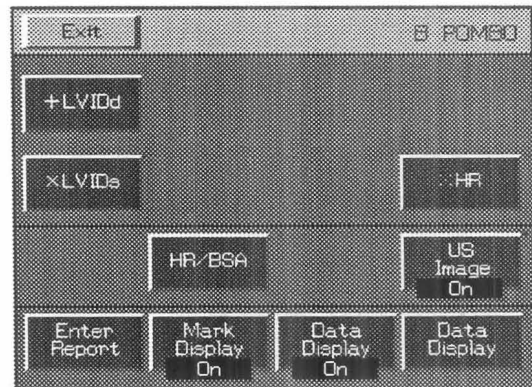 Exit
B POMBO
+LVIDd
×LVIDs
HR
HR/BSA
US
Image
On
Enter
Report
Mark
Display
On
Data
Display
On
Data
Display